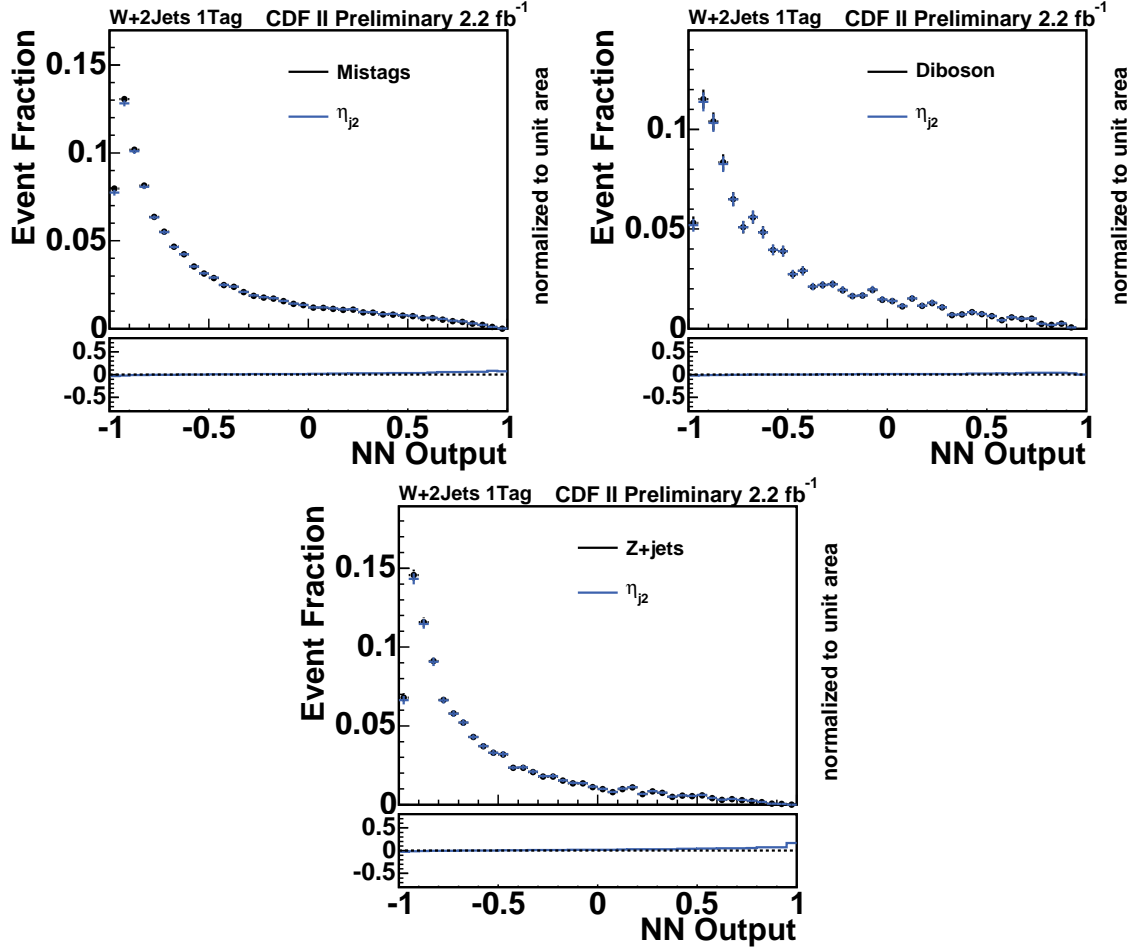 W+2Jets 1Tag CDF II Preliminary 2.2 fb-1
Event Fraction
normalized to unit area
0.15
0.1
0.05
0
Mistags
ηj2
0.5
0
-0.5
-1 -0.5 0 0.5 1
NN Output
W+2Jets 1Tag CDF II Preliminary 2.2 fb-1
Event Fraction
normalized to unit area
0.1
0.05
0
Diboson
ηj2
0.5
0
-0.5
-1 -0.5 0 0.5 1
NN Output
W+2Jets 1Tag CDF II Preliminary 2.2 fb-1
Event Fraction
normalized to unit area
0.15
0.1
0.05
0
Z+jets
ηj2
0.5
0
-0.5
-1 -0.5 0 0.5 1
NN Output